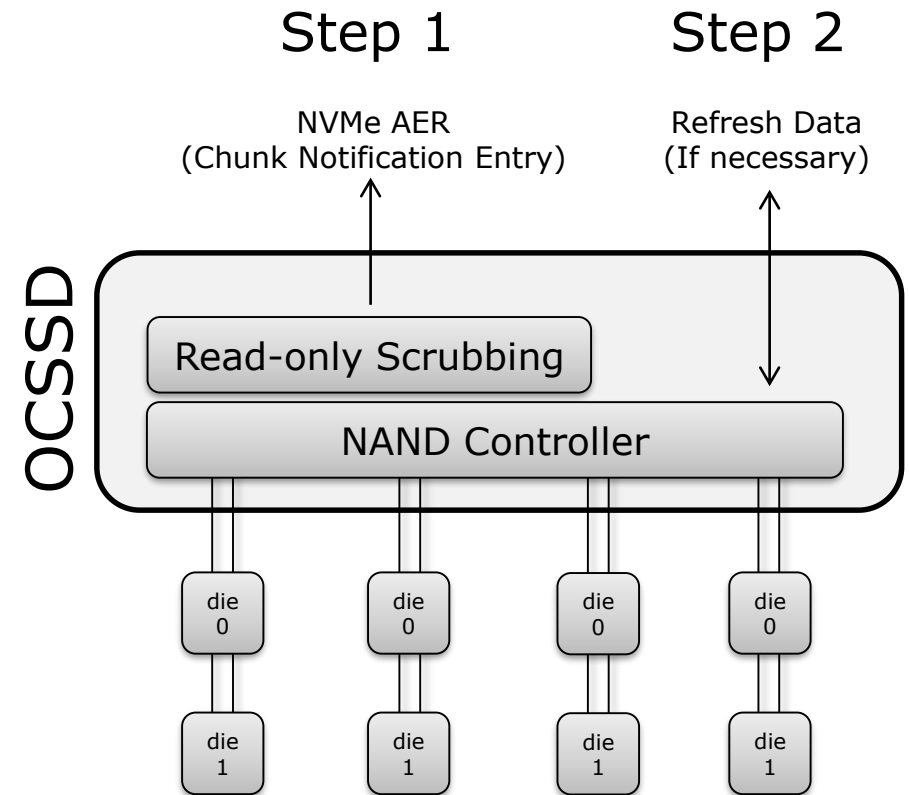 Step 1
Step 2
NVMe AER
(Chunk Notification Entry)
Refresh Data
(If necessary)
OCSSD
Read-only Scrubbing
NAND Controller
die
0
die
0
die
0
die
0
die
1
die
1
die
1
die
1